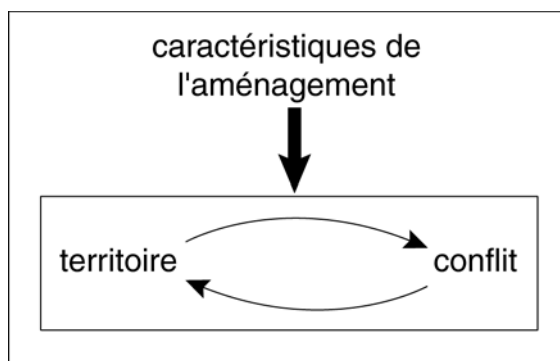 caractéristiques de
l'aménagement
territoire
conflit